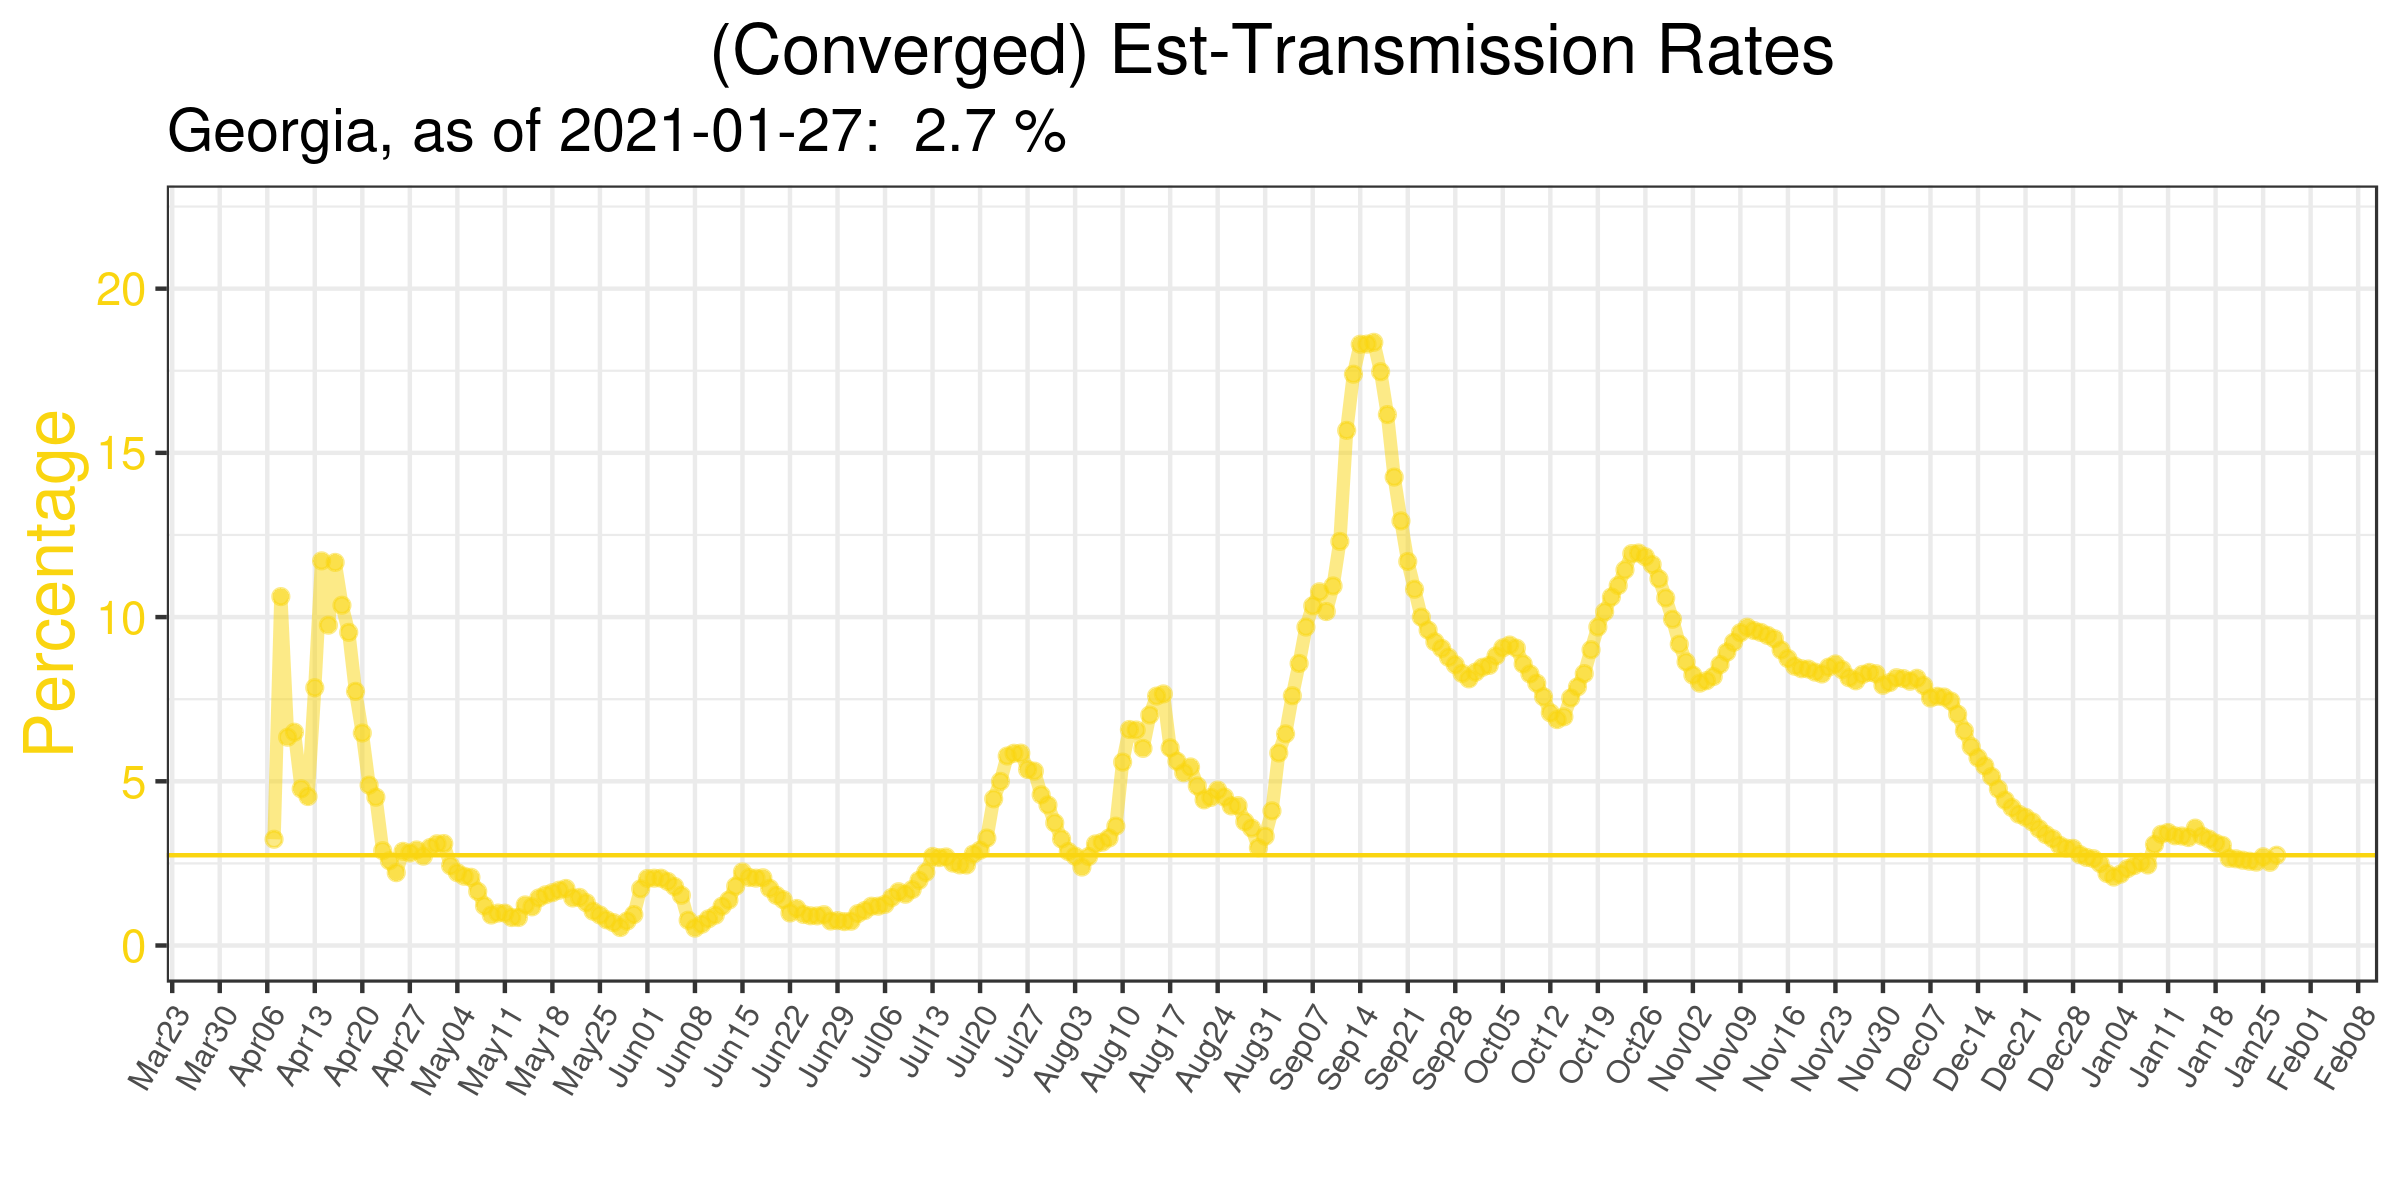 (Converged) Est-Transmission Rates
Georgia, as of 2021-01-27:  2.7 %
Percentage
20
15
10
5
0
Mar23
Mar30
Apr06
Apr13
Apr20
Apr27
May04
May11
May18
May25
Jun01
Jun08
Jun15
Jun22
Jun29
Jul06
Jul13
Jul20
Jul27
Aug03
Aug10
Aug17
Aug24
Aug31
Sep07
Sep14
Sep21
Sep28
Oct05
Oct12
Oct19
Oct26
Nov02
Nov09
Nov16
Nov23
Nov30
Dec07
Dec14
Dec21
Dec28
Jan04
Jan11
Jan18
Jan25
Feb01
Feb08